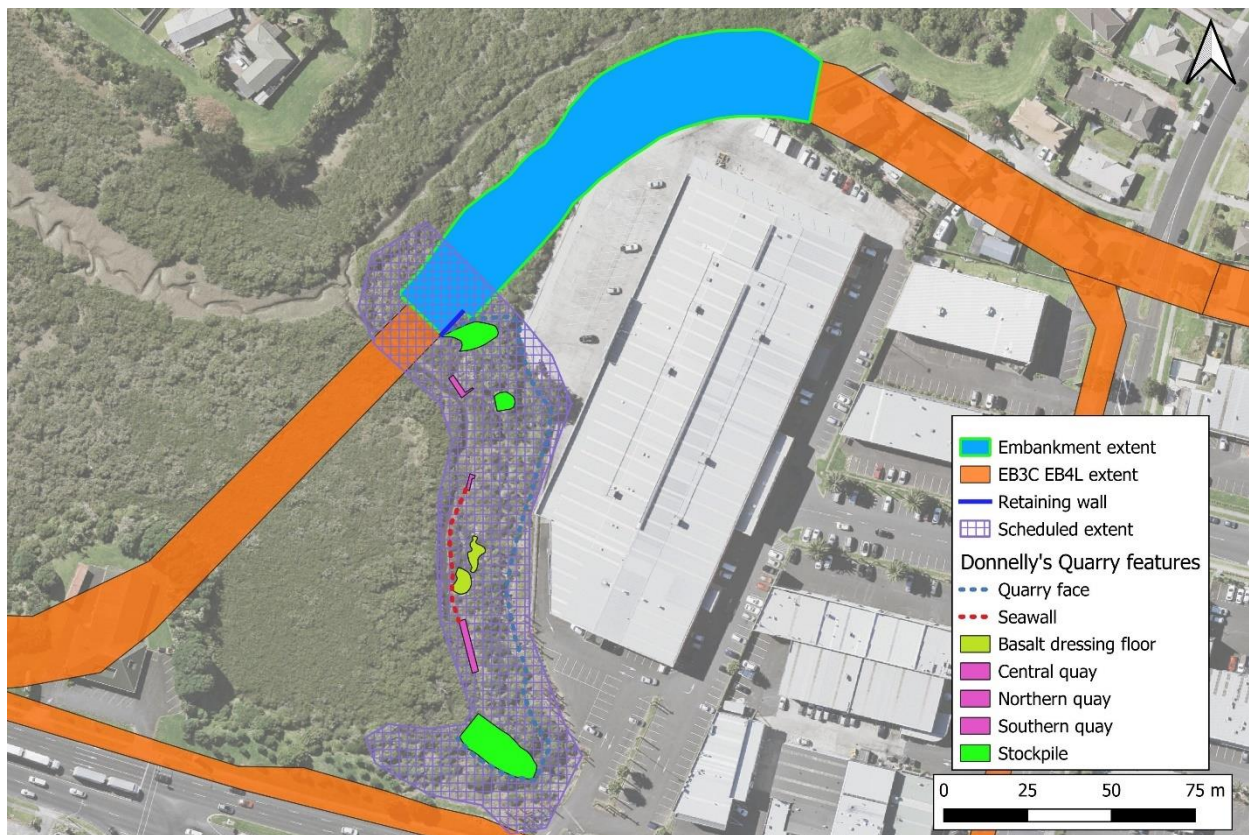 Embankment extent
EB3C EB4L extent
Retaining wall
Scheduled extent
Donnelly's Quarry features
Quarry face
Seawall
Basalt dressing floor
Central quay
Northern quay
Southern quay
Stockpile
0 25 50 75 m